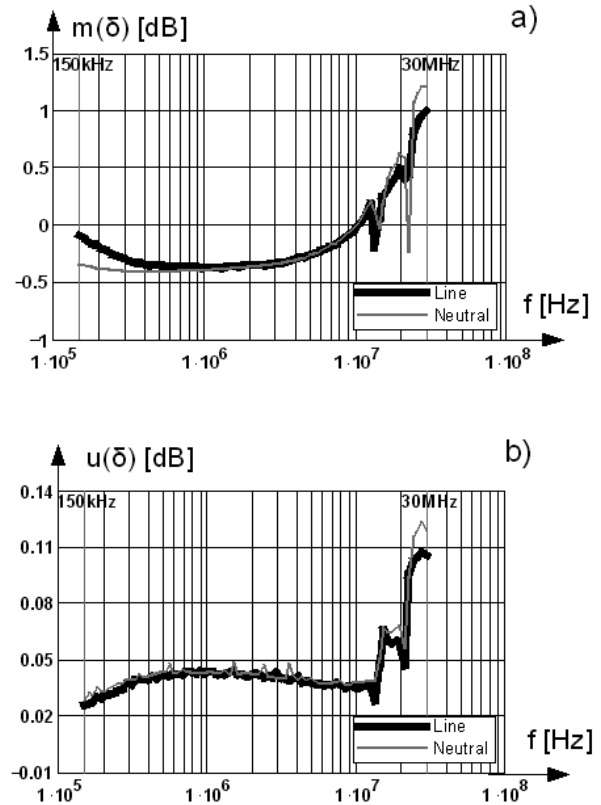 m(δ) [dB]
a)
1.5
150kHz
30MHz
1
0.5
0
−0.5
Line
Neutral
f [Hz]
−1
1·10⁵
1·10⁶
1·10⁷
1·10⁸
u(δ) [dB]
b)
0.14
150kHz
30MHz
0.11
0.08
0.05
0.02
Line
Neutral
f [Hz]
−0.01
1·10⁵
1·10⁶
1·10⁷
1·10⁸